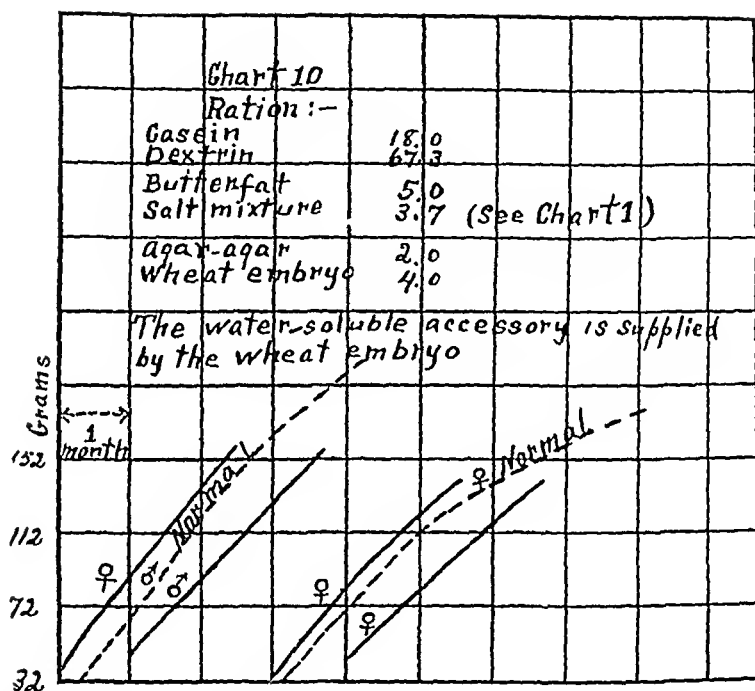 Chart 10
Ration :-
Casein 18.0
Dextrin 67.3
Butterfat 5.0
Salt mixture 3.7 (See Chart 1)
agar-agar 2.0
Wheat embryo 4.0
The water-soluble accessory is supplied
by the wheat embryo
Grams
1
month
152
112
72
32
♀
♂ Normal
♂
♀
♀ Normal
♀